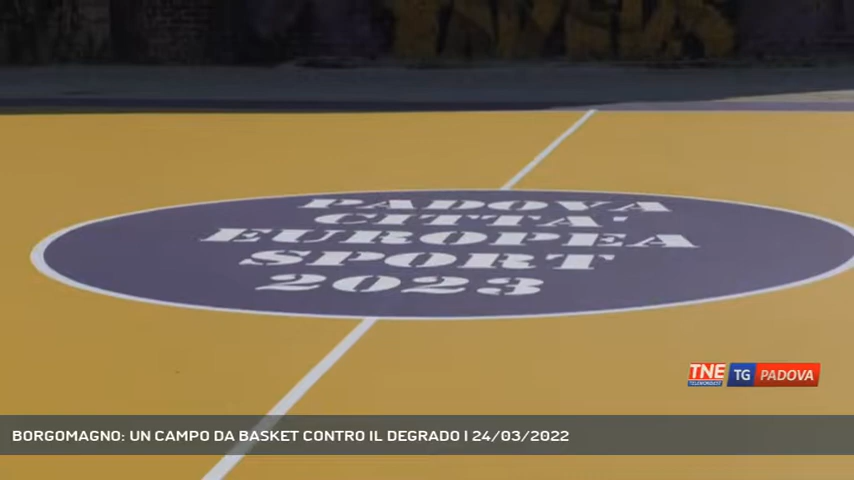 PADOVA
CITTA'
EUROPEA
SPORT
2023
TNE
TELENORDEST
TG PADOVA
BORGOMAGNO: UN CAMPO DA BASKET CONTRO IL DEGRADO | 24/03/2022